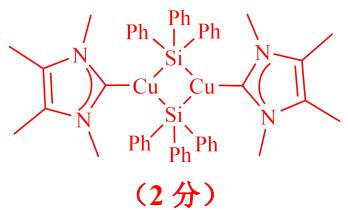 Ph Ph Ph
N Si N
Cu Cu
N Si N
Ph Ph Ph
（2 分）